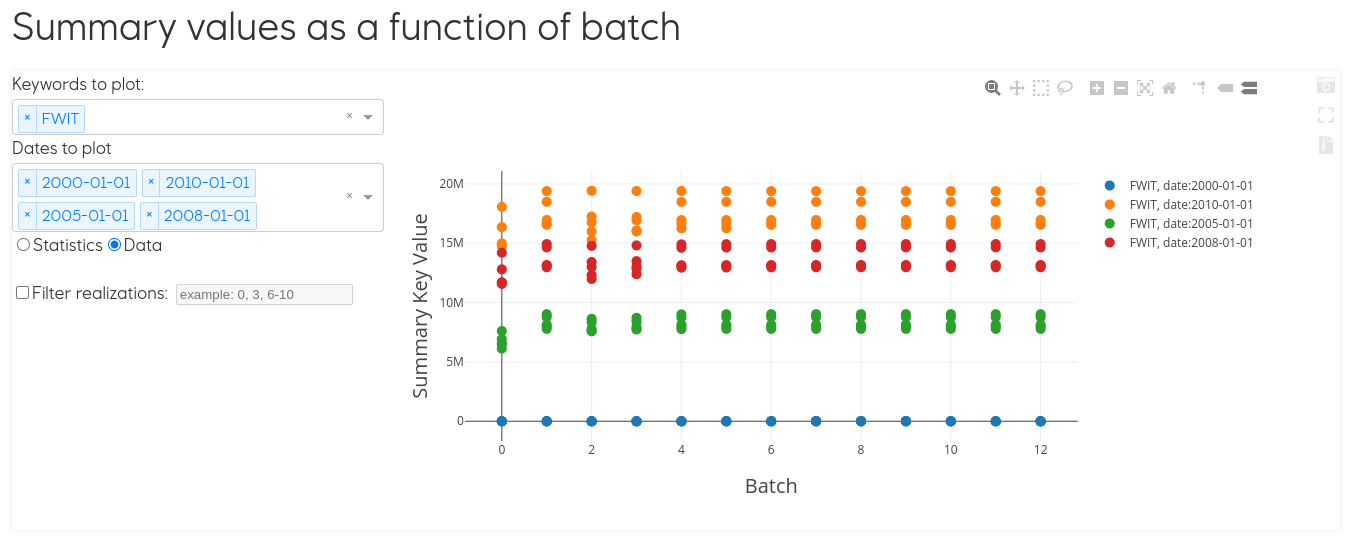 Summary values as a function of batch
Keywords to plot:
× FWIT ×
Dates to plot
× 2000-01-01 × 2010-01-01 ×
× 2005-01-01 × 2008-01-01
Statistics Data
Filter realizations: example: 0, 3, 6-10
Summary Key Value
20M
15M
10M
5M
0
0 2 4 6 8 10 12
Batch
FWIT, date:2000-01-01
FWIT, date:2010-01-01
FWIT, date:2005-01-01
FWIT, date:2008-01-01